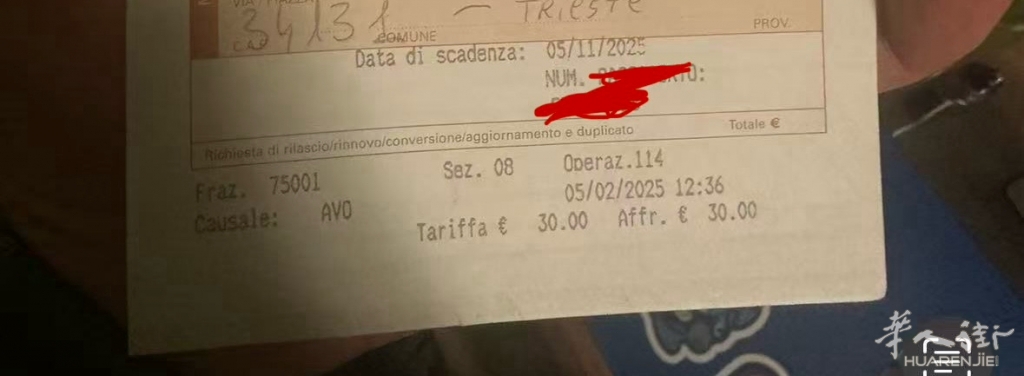 34131 - TRIESTE
CAP COMUNE PROV.
Data di scadenza: 05/11/2025
NUM.
Richiesta di rilascio/rinnovo/conversione/aggiornamento e duplicato Totale €
Fraz. 75001 Sez. 08 Operaz.114
05/02/2025 12:36
Causale: AVO Tariffa € 30.00 Affr. € 30.00
华人街
HUARENJIE